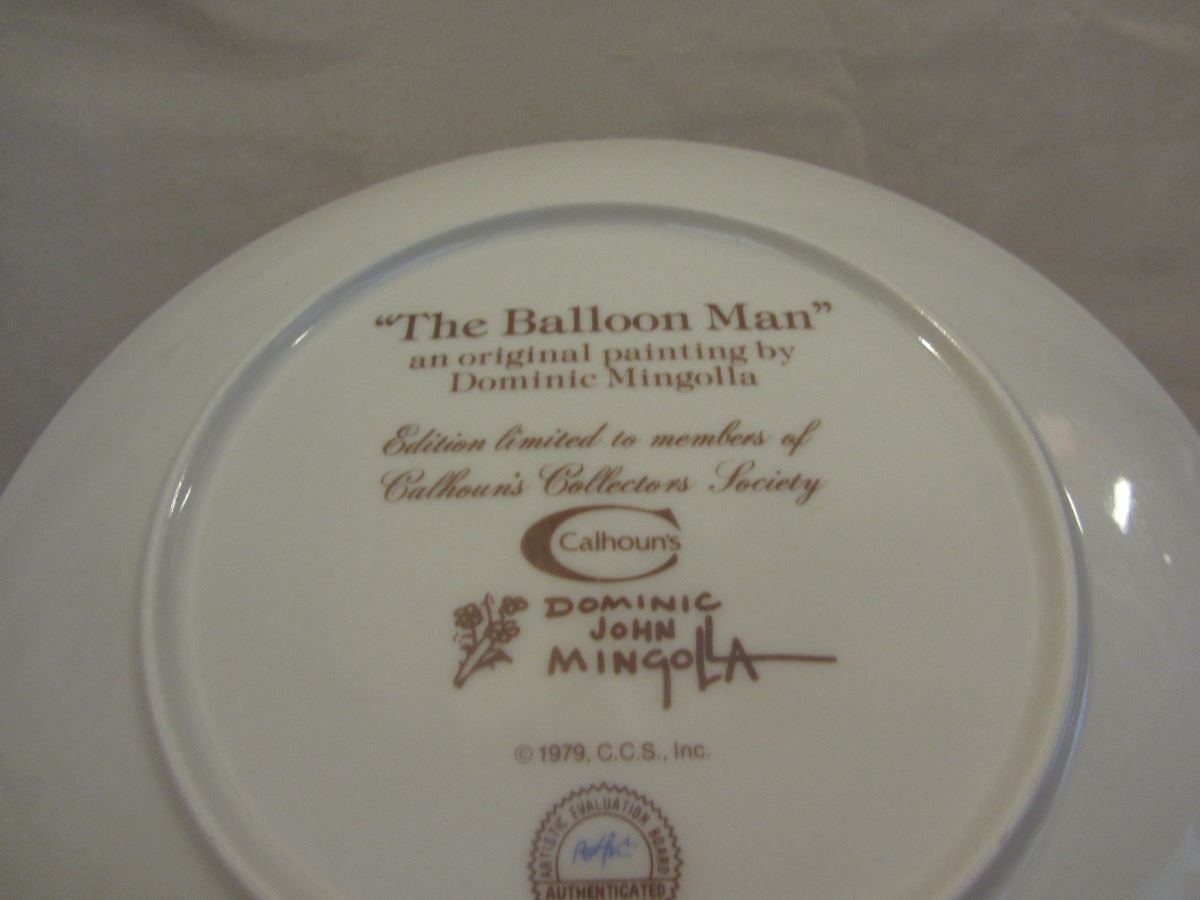 “The Balloon Man”
an original painting by
Dominic Mingolla
Edition limited to members of
Calhoun's Collectors Society
Calhoun's
DOMINIC
JOHN
MINGOLLA
© 1979, C.C.S., Inc.
ARTISTIC EVALUATION BOARD
AUTHENTICATED